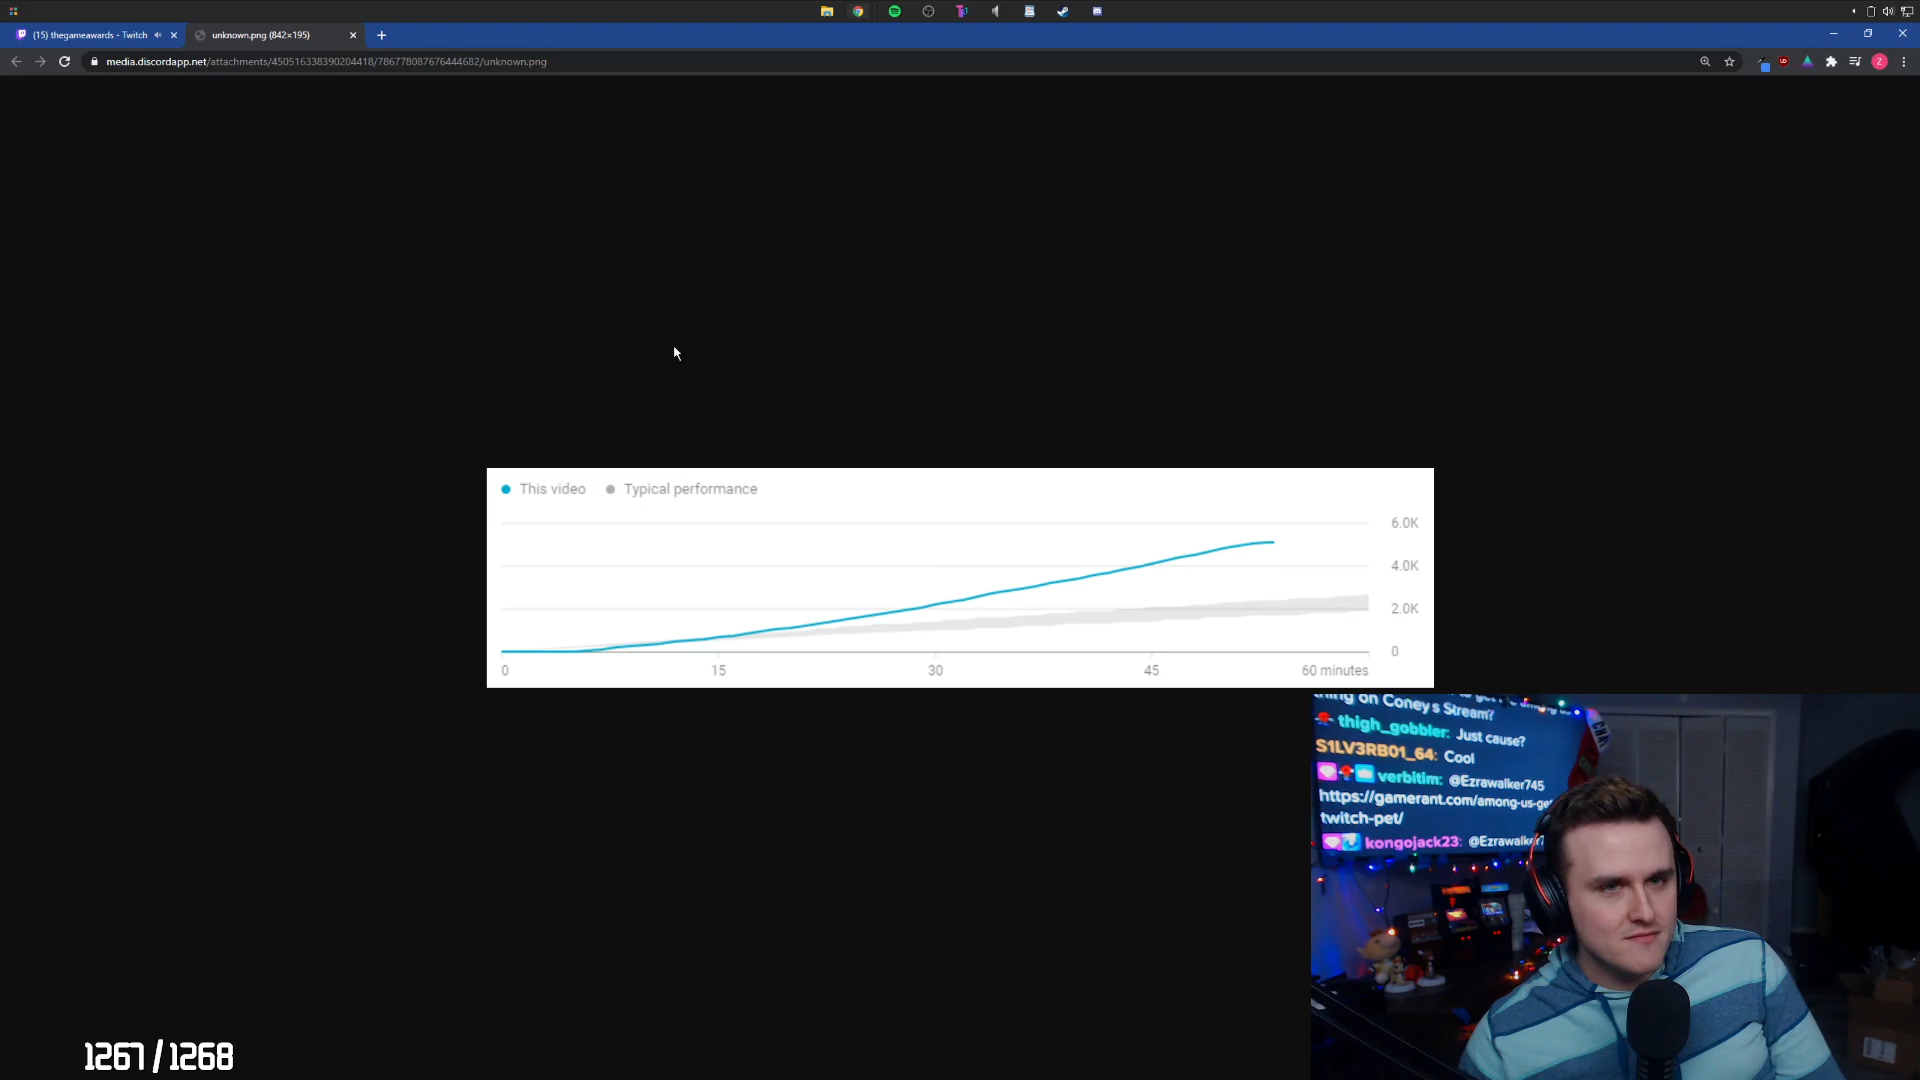 (15) thegameawards - Twitch
unknown.png (842×195)
media.discordapp.net/attachments/450516338390204418/786778087676444682/unknown.png
Z
This video
Typical performance
6.0K
4.0K
2.0K
0
0 15 30 45 60 minutes
thing on Coney's Stream?
thigh_gobbler: Just cause?
S1LV3RB01_64: Cool
verbitim: @Ezrawalker745
https://gamerant.com/among-us-ge
twitch-pet/
kongojack23: @Ezrawalker7
1267/1268